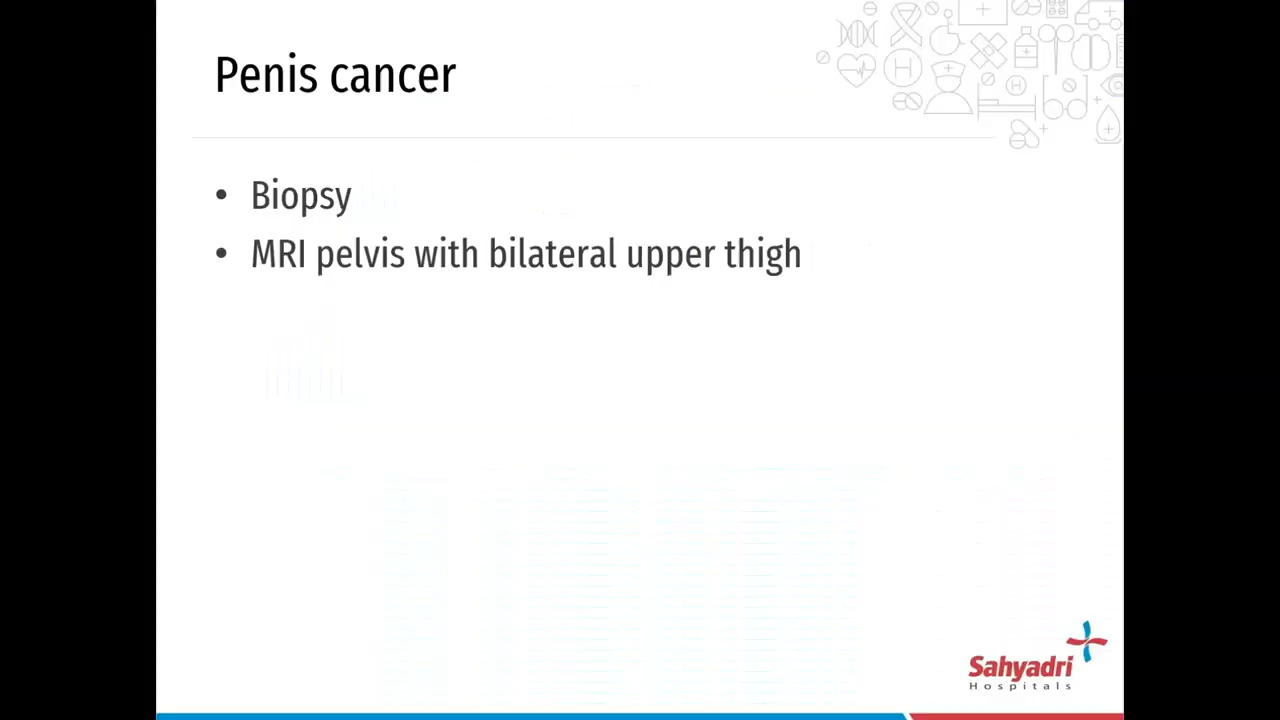 Penis cancer
• Biopsy
• MRI pelvis with bilateral upper thigh
Sahyadri
Hospitals